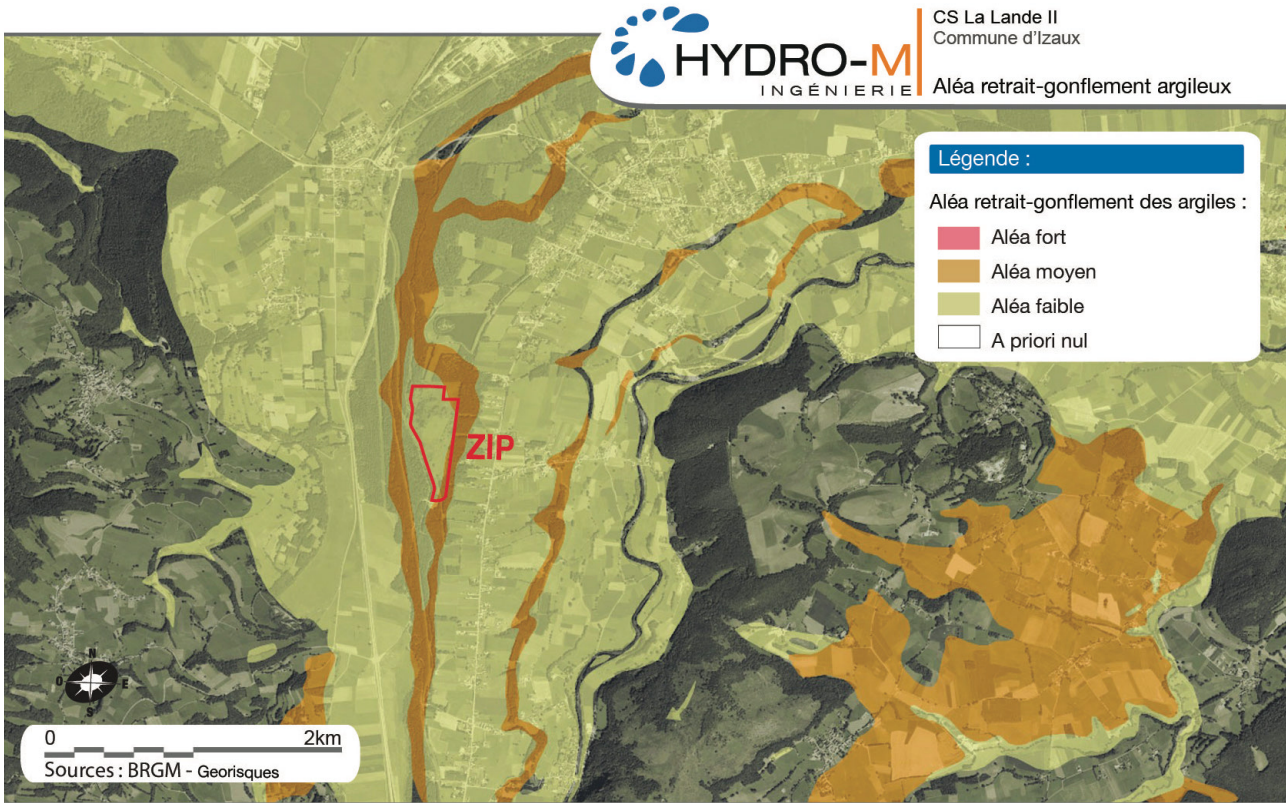 HYDRO-M
INGÉNIERIE
CS La Lande II
Commune d'Izaux
Aléa retrait-gonflement argileux
Légende :
Aléa retrait-gonflement des argiles :
Aléa fort
Aléa moyen
Aléa faible
A priori nul
ZIP
N
O
E
S
0
2km
Sources : BRGM - Georisques